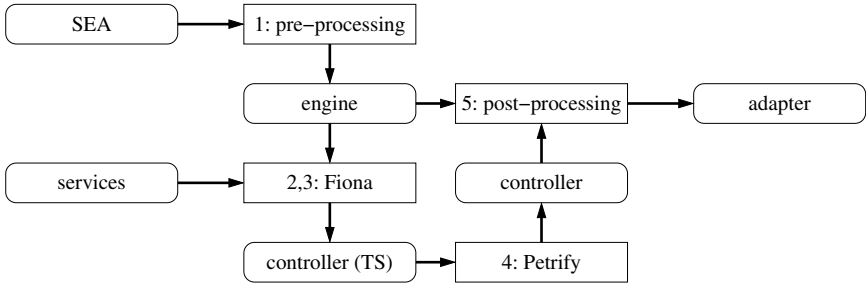 SEA
1: pre−processing
engine
5: post−processing
adapter
services
2,3: Fiona
controller
controller (TS)
4: Petrify